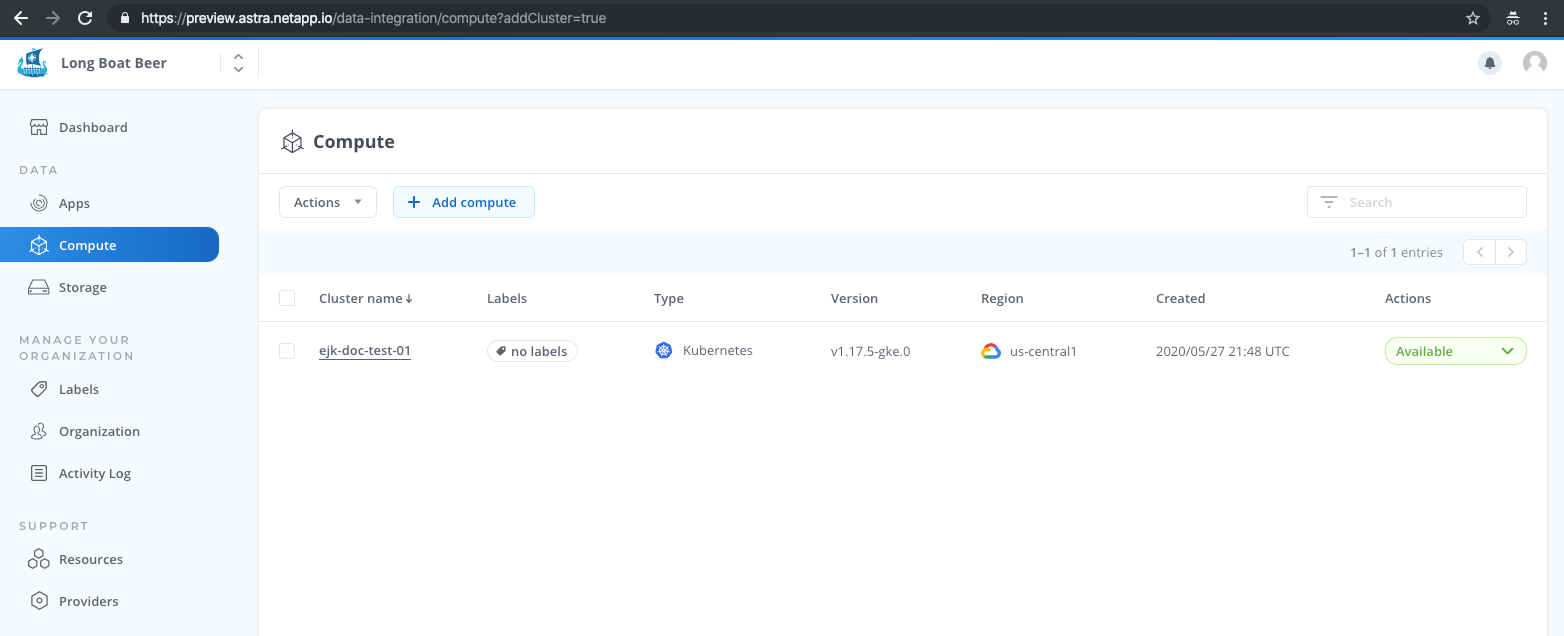 https://preview.astra.netapp.io/data-integration/compute?addCluster=true
Long Boat Beer
Dashboard
DATA
Apps
Compute
Storage
MANAGE YOUR
ORGANIZATION
Labels
Organization
Activity Log
SUPPORT
Resources
Providers
Compute
Actions
Add compute
Search
1–1 of 1 entries
Cluster name Labels Type Version Region Created Actions
ejk-doc-test-01 no labels Kubernetes v1.17.5-gke.0 us-central1 2020/05/27 21:48 UTC Available